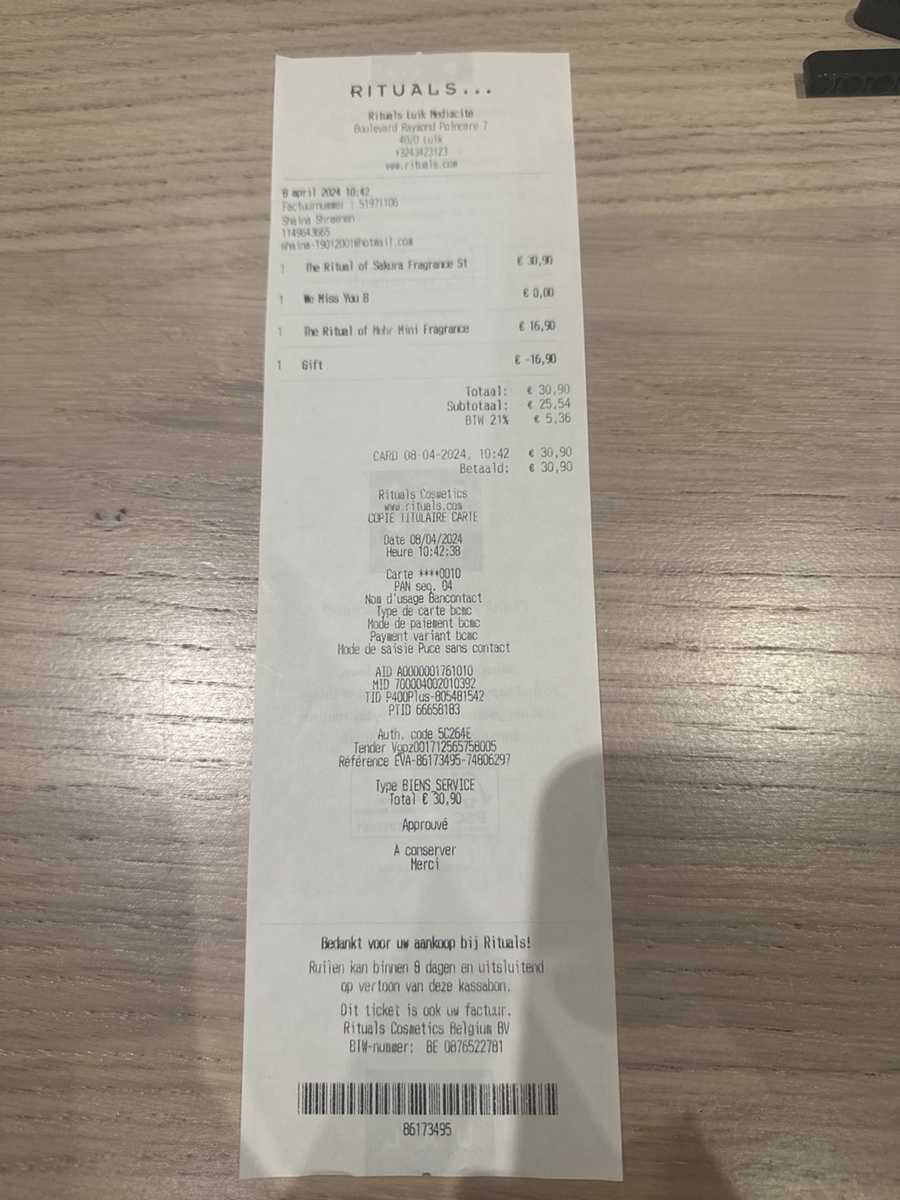 RITUALS...
Rituals Luik Mediacité
Boulevard Raymond Poincare 7
4020 Luik
+3243423123
www.rituals.com
8 april 2024 10:42
Factuurnummer : 51971106
Shaina Shraenen
1149643665
shaina-19012001@hotmail.com
1 The Ritual of Sakura Fragrance St € 30,90
1 We Miss You B € 0,00
1 The Ritual of Mehr Mini Fragrance € 16,90
1 Gift € -16,90
Totaal: € 30,90
Subtotaal: € 25,54
BTW 21% € 5,36
CARD 08-04-2024, 10:42 € 30,90
Betaald: € 30,90
Rituals Cosmetics
www.rituals.com
COPIE TITULAIRE CARTE
Date 08/04/2024
Heure 10:42:38
Carte ****0010
PAN seq. 04
Nom d'usage Bancontact
Type de carte bcmc
Mode de paiement bcmc
Payment variant bcmc
Mode de saisie Puce sans contact
AID A0000001761010
MID 700004002010392
TID P400Plus-805481542
PTID 66658183
Auth. code 5C264E
Tender Vgpz001712565758005
Référence EVA-86173495-74806297
Type BIENS_SERVICE
Total € 30,90
Approuvé
A conserver
Merci
Bedankt voor uw aankoop bij Rituals!
Ruilen kan binnen 8 dagen en uitsluitend
op vertoon van deze kassabon.
Dit ticket is ook uw factuur.
Rituals Cosmetics Belgium BV
BTW-nummer: BE 0876522781
86173495